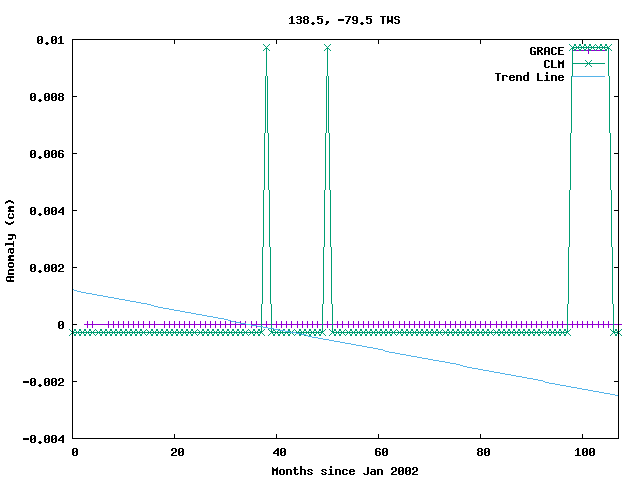 138.5, -79.5 TWS
0.01
0.008
0.006
0.004
0.002
0
-0.002
-0.004
Anomaly (cm)
GRACE
CLM
Trend Line
0 20 40 60 80 100
Months since Jan 2002